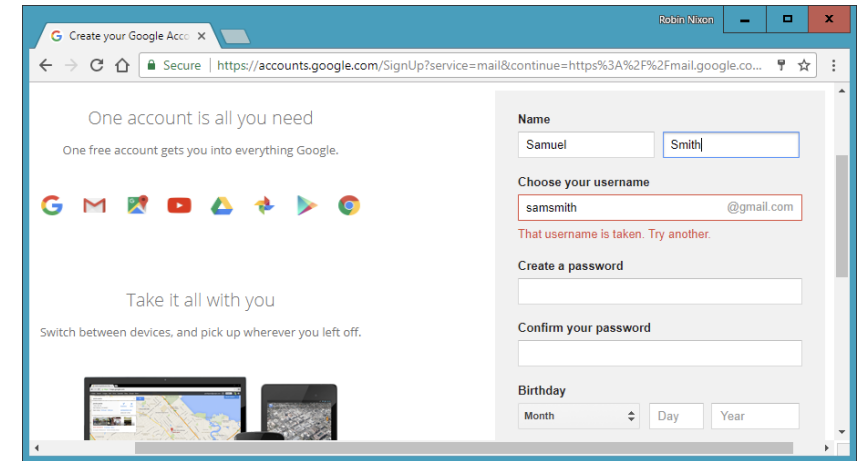 Robin Nixon
Create your Google Acco
Secure | https://accounts.google.com/SignUp?service=mail&continue=https%3A%2F%2Fmail.google.co...
One account is all you need
One free account gets you into everything Google.
Take it all with you
Switch between devices, and pick up wherever you left off.
Name
Samuel Smith
Choose your username
samsmith @gmail.com
That username is taken. Try another.
Create a password
Confirm your password
Birthday
Month Day Year